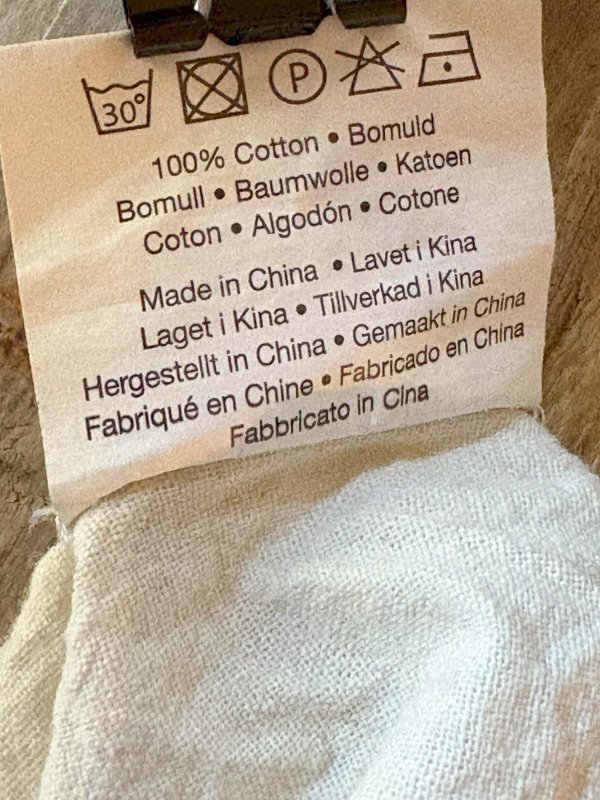 30° P
100% Cotton • Bomuld
Bomull • Baumwolle • Katoen
Coton • Algodón • Cotone
Made in China • Lavet i Kina
Laget i Kina • Tillverkad i Kina
Hergestellt in China • Gemaakt in China
Fabriqué en Chine • Fabricado en China
Fabbricato in Cina